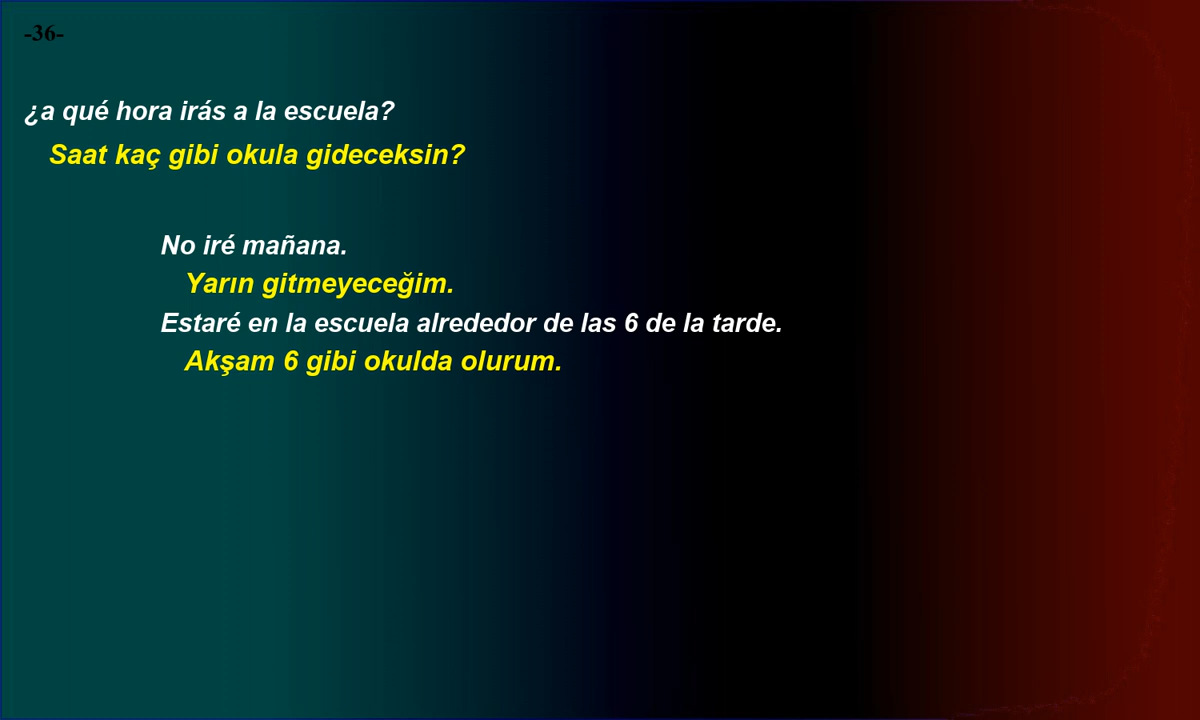 -36-
¿a qué hora irás a la escuela?
Saat kaç gibi okula gideceksin?
No iré mañana.
Yarın gitmeyeceğim.
Estaré en la escuela alrededor de las 6 de la tarde.
Akşam 6 gibi okulda olurum.